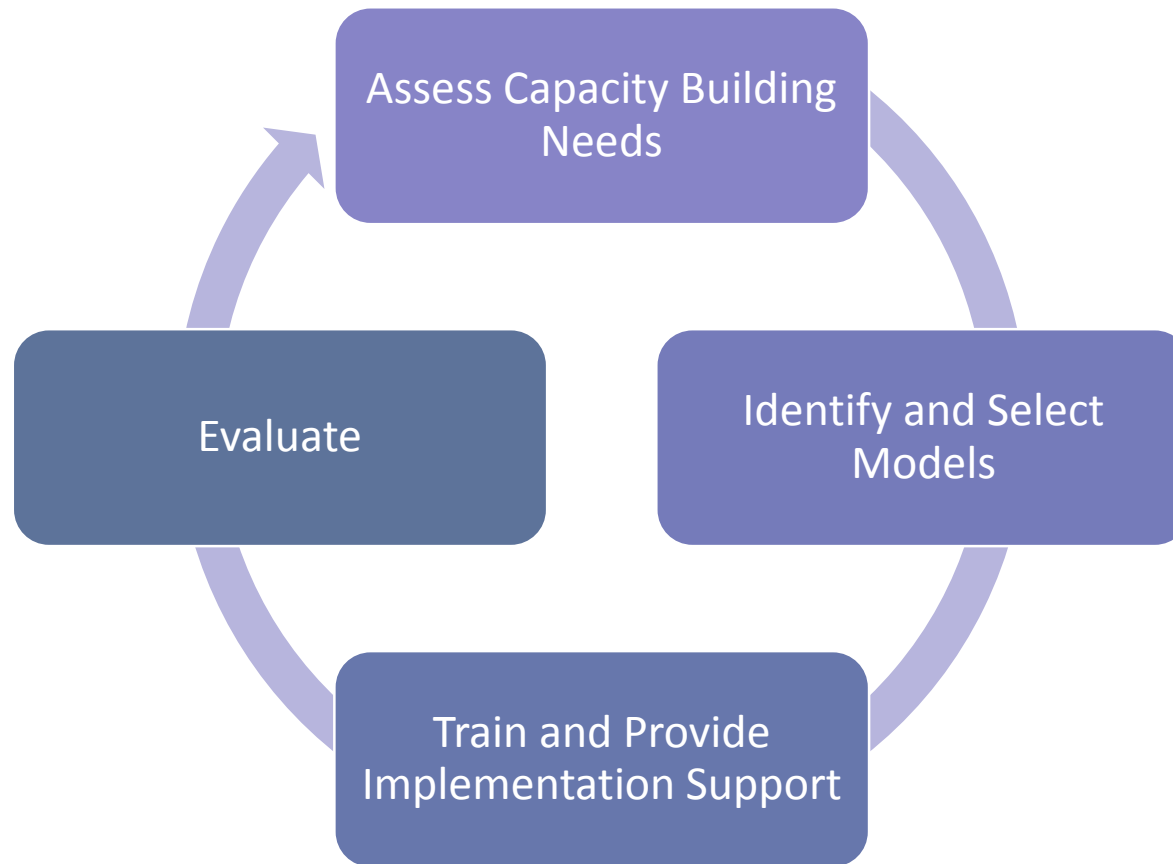 Assess Capacity Building
Needs
Identify and Select
Models
Train and Provide
Implementation Support
Evaluate